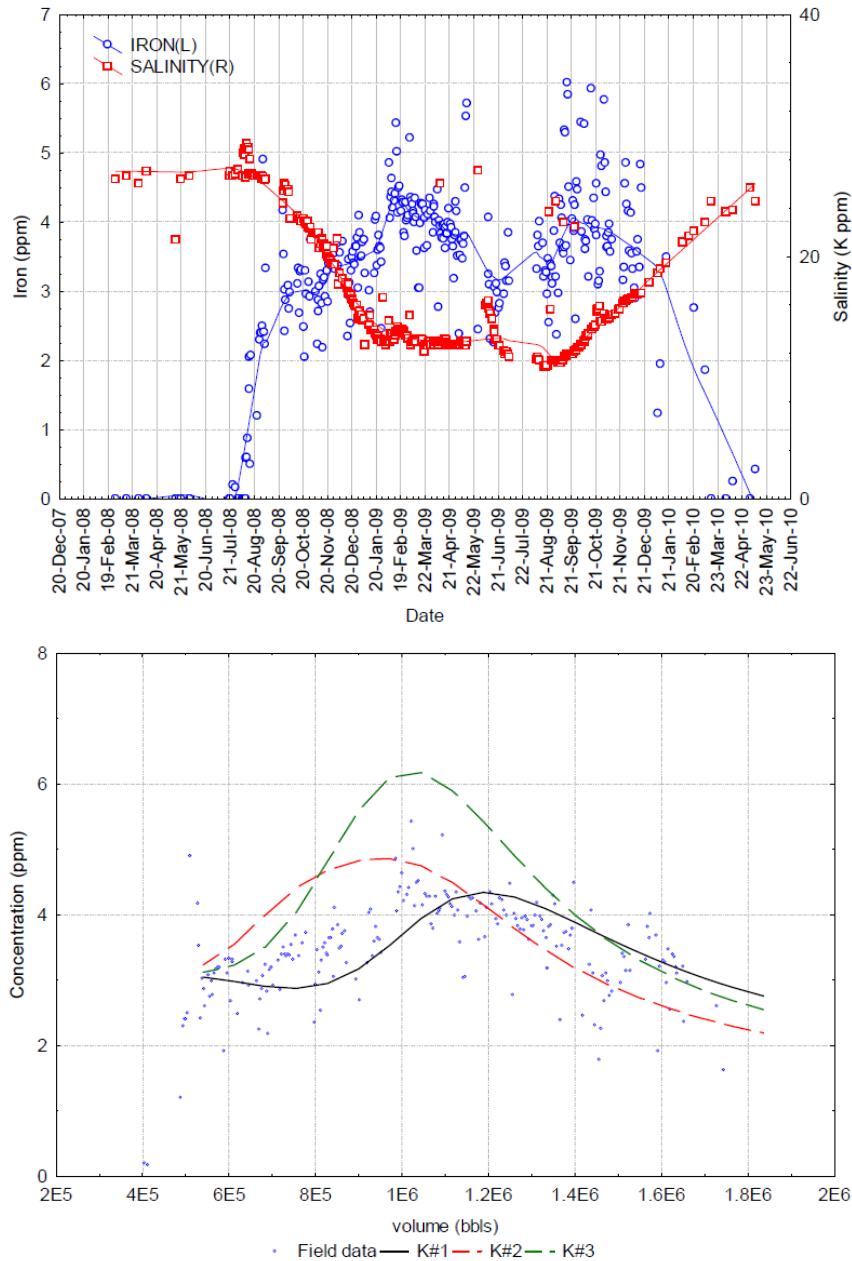 7
6
5
4
3
2
1
0
Iron (ppm)
IRON(L)
SALINITY(R)
40
20
0
Salinity (K ppm)
20-Dec-07
20-Jan-08
19-Feb-08
21-Mar-08
20-Apr-08
21-May-08
20-Jun-08
21-Jul-08
20-Aug-08
20-Sep-08
20-Oct-08
20-Nov-08
20-Dec-08
20-Jan-09
19-Feb-09
22-Mar-09
21-Apr-09
22-May-09
22-Jun-09
22-Jul-09
21-Aug-09
21-Sep-09
21-Oct-09
21-Nov-09
21-Dec-09
20-Jan-10
20-Feb-10
23-Mar-10
22-Apr-10
23-May-10
22-Jun-10
Date
8
6
4
2
0
Concentration (ppm)
2E5 4E5 6E5 8E5 1E6 1.2E6 1.4E6 1.6E6 1.8E6 2E6
volume (bbls)
Field data K#1 K#2 K#3